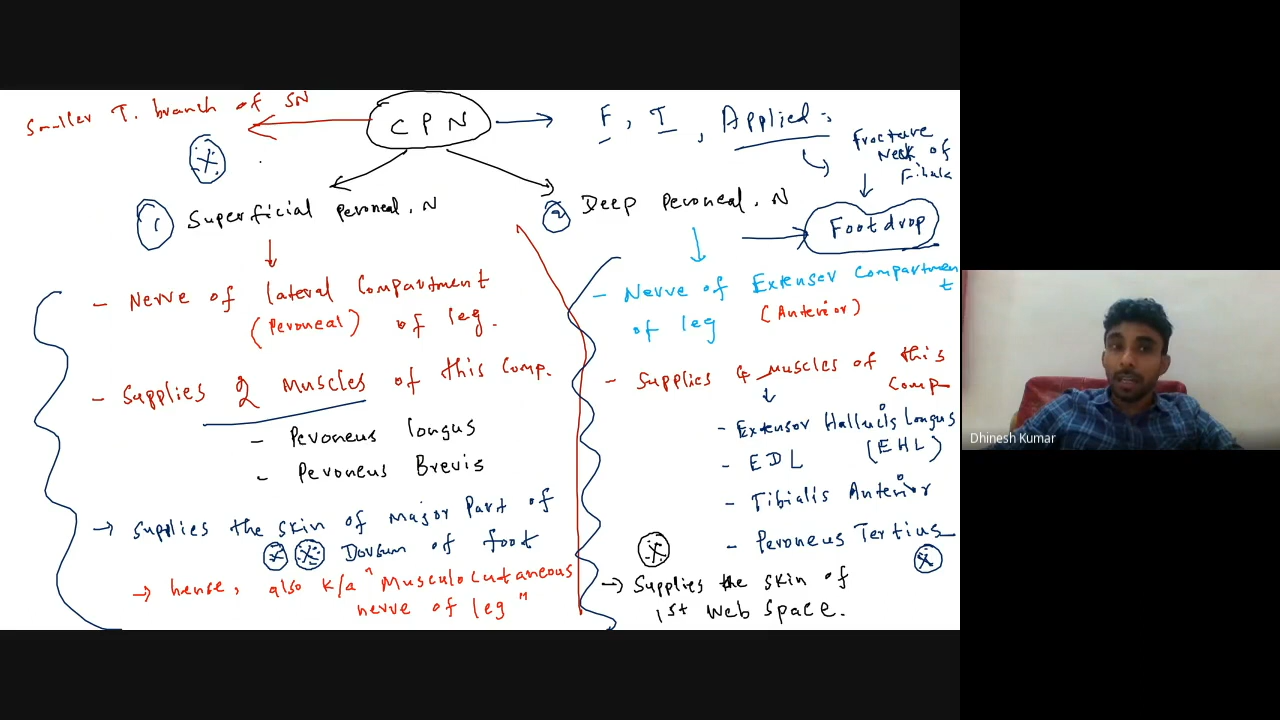 Smaller T. branch of SN
CPN
F, T, Applied :
Fracture
Neck of
Fibula
Foot drop
1 Superficial Peroneal. N
- Nerve of lateral Compartment
(Peroneal) of leg.
- Supplies 2 Muscles of this Comp.
- Peroneus longus
- Peroneus Brevis
→ Supplies the skin of major Part of
Dorsum of foot
→ hence, also k/a "Musculocutaneous
nerve of leg"
2 Deep Peroneal. N
- Nerve of Extensor Compartment
of leg (Anterior)
- Supplies 4 muscles of this
Comp
- Extensor Hallucis Longus
(EHL)
- EDL
- Tibialis Anterior
- Peroneus Tertius
→ Supplies the skin of
1st Web Space.
Dhinesh Kumar